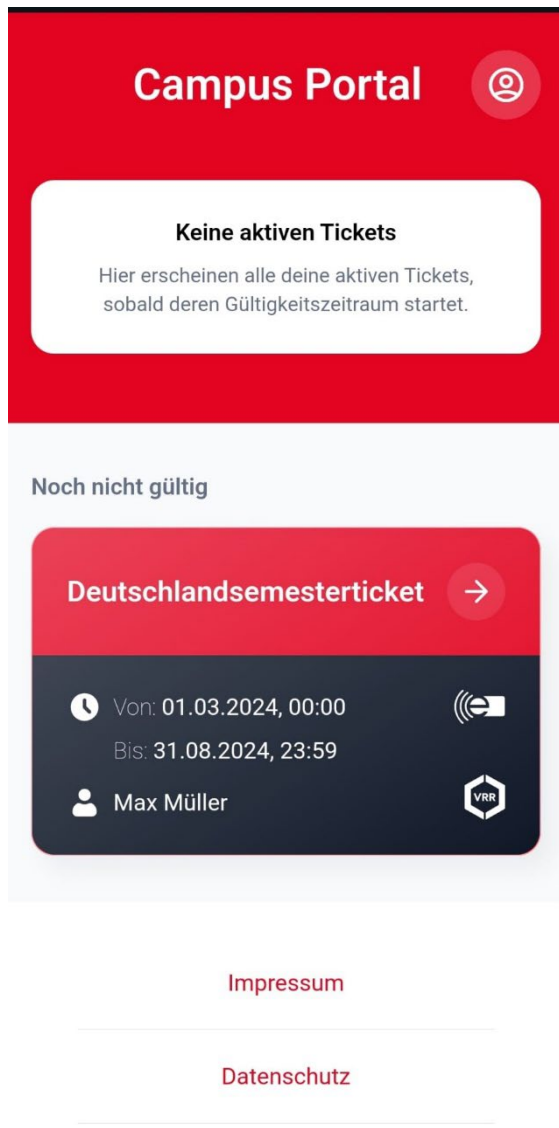 Campus Portal
Keine aktiven Tickets
Hier erscheinen alle deine aktiven Tickets,
sobald deren Gültigkeitszeitraum startet.
Noch nicht gültig
Deutschlandsemesterticket
Von: 01.03.2024, 00:00
Bis: 31.08.2024, 23:59
Max Müller
VRR
Impressum
Datenschutz